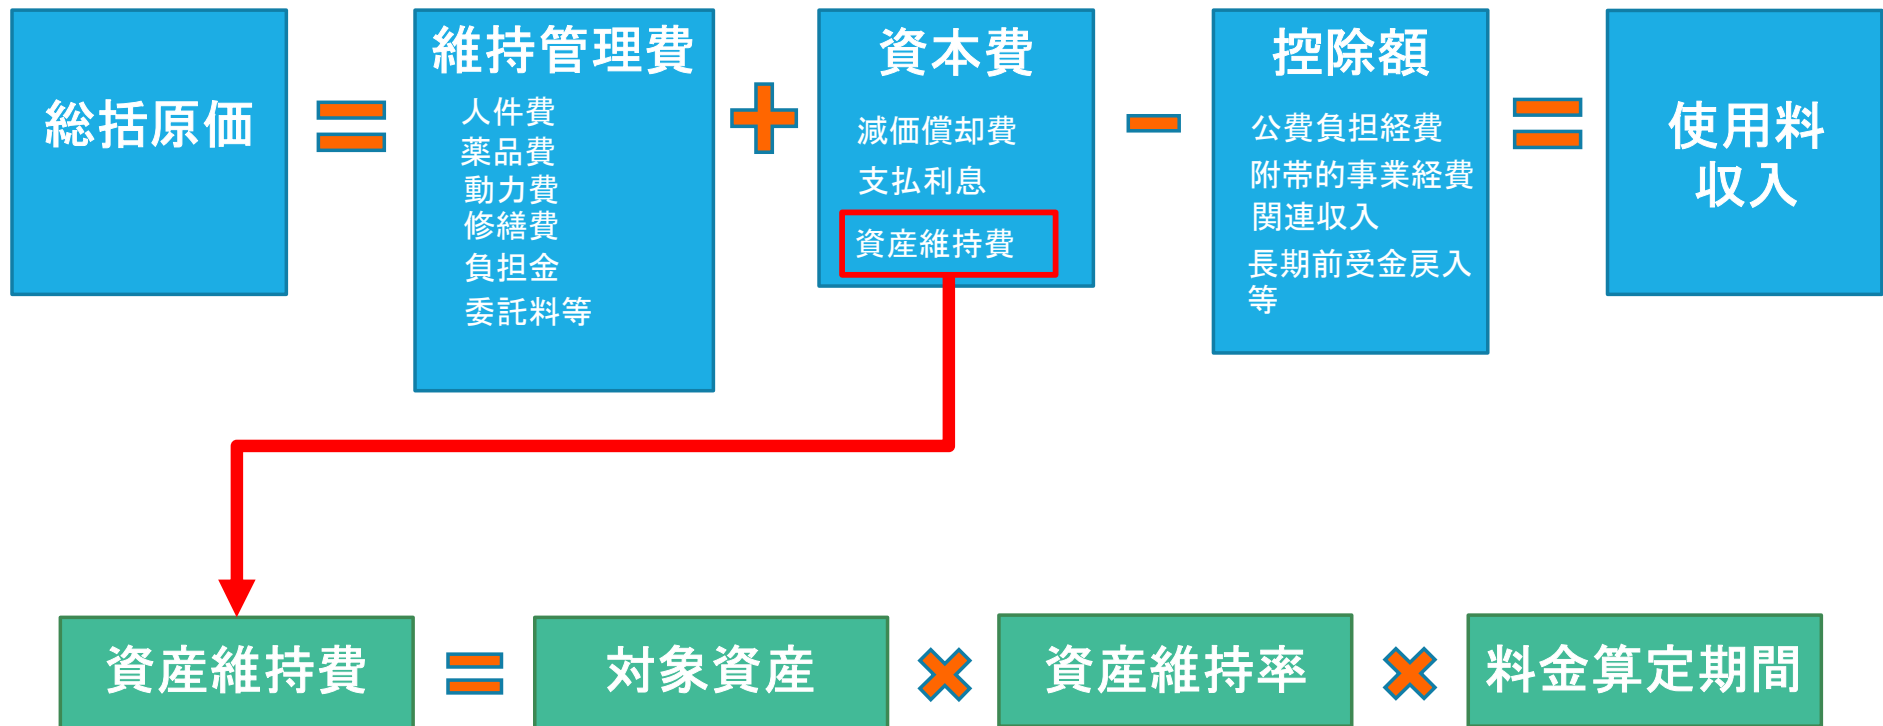 総括原価
=
維持管理費
人件費
薬品費
動力費
修繕費
負担金
委託料等
+
資本費
減価償却費
支払利息
資産維持費
-
控除額
公費負担経費
附帯的事業経費
関連収入
長期前受金戻入
等
=
使用料
収入
資産維持費
=
対象資産
×
資産維持率
×
料金算定期間